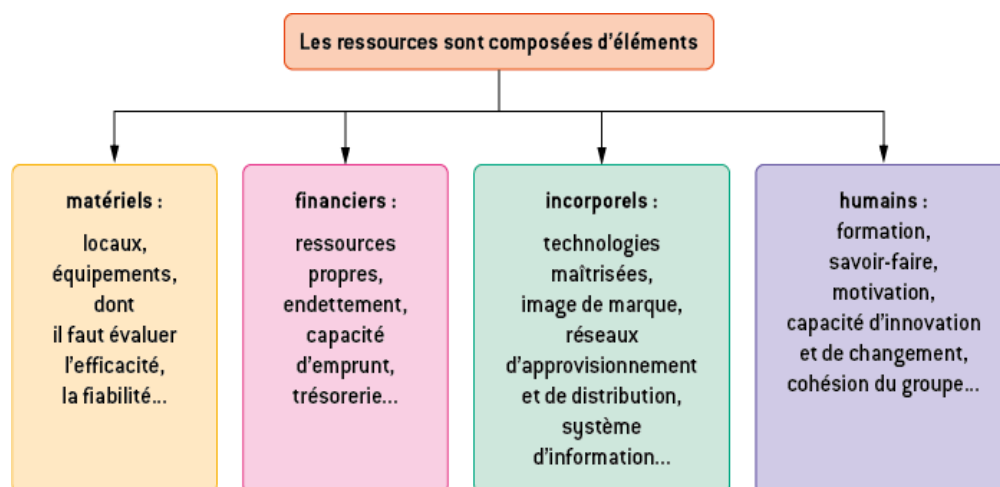 Les ressources sont composées d'éléments
matériels :
locaux,
équipements,
dont
il faut évaluer
l'efficacité,
la fiabilité...
financiers :
ressources
propres,
endettement,
capacité
d'emprunt,
trésorerie...
incorporels :
technologies
maîtrisées,
image de marque,
réseaux
d'approvisionnement
et de distribution,
système
d'information...
humains :
formation,
savoir-faire,
motivation,
capacité d'innovation
et de changement,
cohésion du groupe...